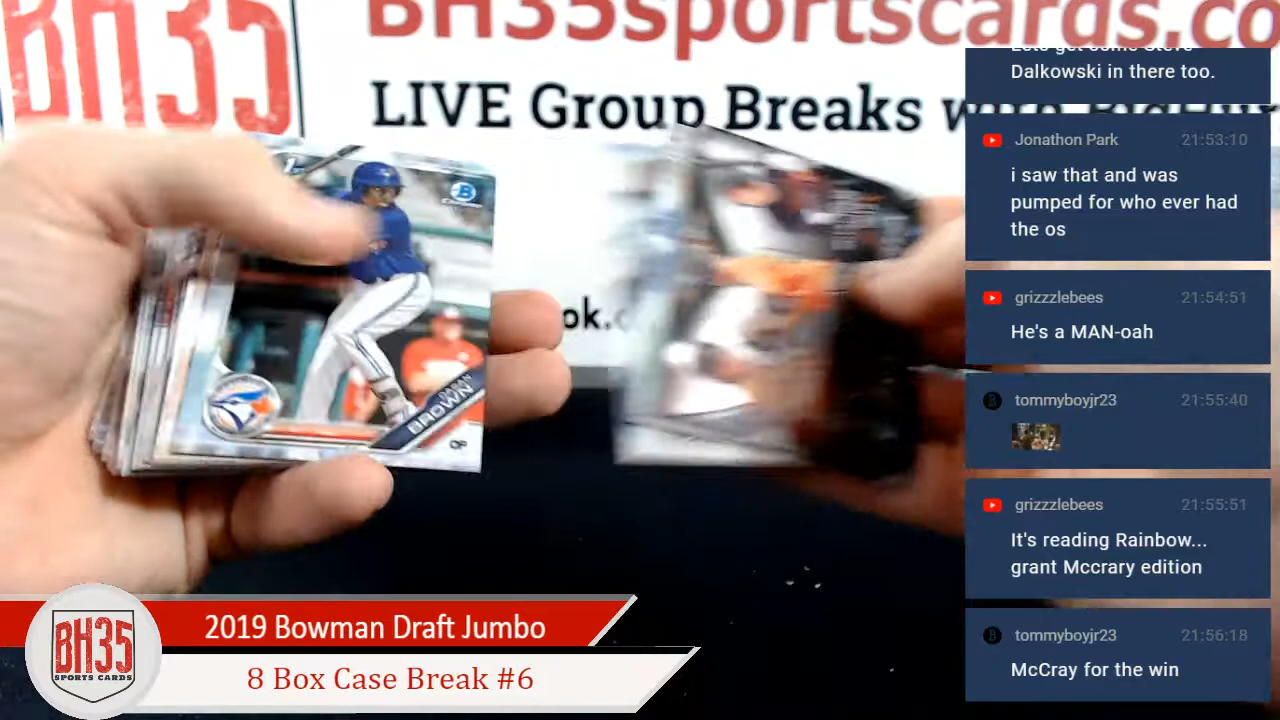 BH35
BH35sportscards.co
LIVE Group Breaks
ok.
BROWN
OF
Dalkowski in there too.
Jonathon Park 21:53:10
i saw that and was
pumped for who ever had
the os
grizzzlebees 21:54:51
He's a MAN-oah
tommyboyjr23 21:55:40
grizzzlebees 21:55:51
It's reading Rainbow...
grant Mccrary edition
tommyboyjr23 21:56:18
McCray for the win
BH35
SPORTS CARDS
2019 Bowman Draft Jumbo
8 Box Case Break #6